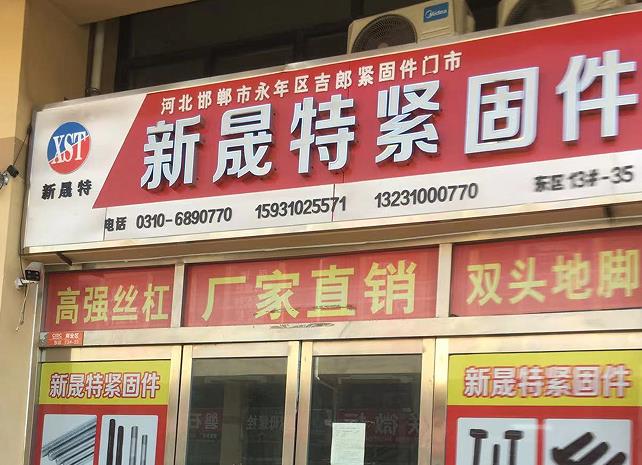 Midea
河北邯郸市永年区吉郎紧固件门市
XST
新晟特
新晟特紧固件
电话 0310-6890770 15931025571 13231000770 东区 13#-35
高强丝杠
厂家直销
双头地脚
新晟特紧固件
新晟特紧固件